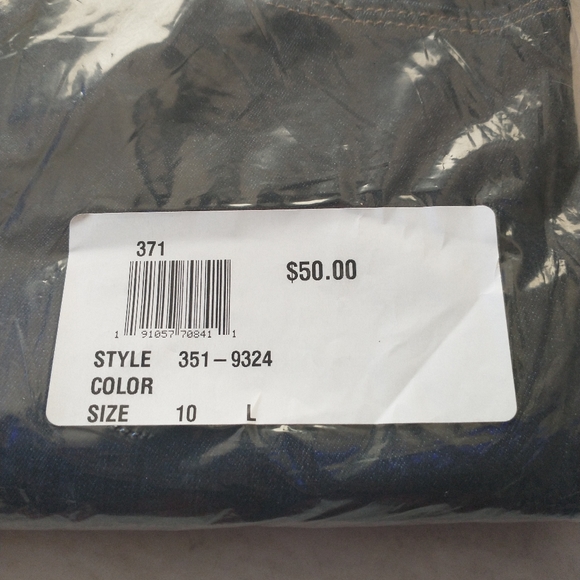 371
$50.00
1 91057 70841 1
STYLE 351-9324
COLOR
SIZE 10 L